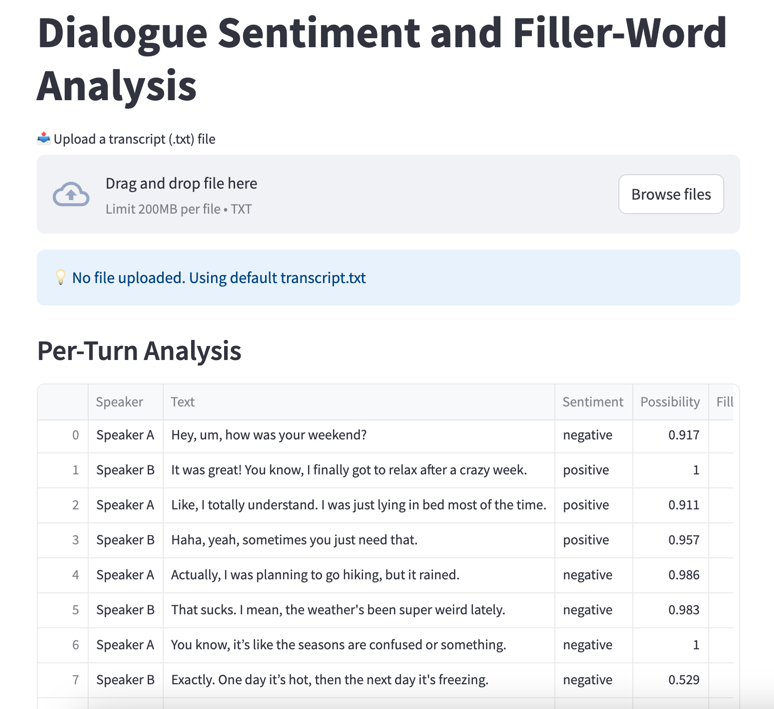 Dialogue Sentiment and Filler-Word
Analysis
📤 Upload a transcript (.txt) file
Drag and drop file here
Limit 200MB per file • TXT
Browse files
💡 No file uploaded. Using default transcript.txt
Per-Turn Analysis
Speaker Text Sentiment Possibility Fill
0 Speaker A Hey, um, how was your weekend? negative 0.917
1 Speaker B It was great! You know, I finally got to relax after a crazy week. positive 1
2 Speaker A Like, I totally understand. I was just lying in bed most of the time. positive 0.911
3 Speaker B Haha, yeah, sometimes you just need that. positive 0.957
4 Speaker A Actually, I was planning to go hiking, but it rained. negative 0.986
5 Speaker B That sucks. I mean, the weather's been super weird lately. negative 0.983
6 Speaker A You know, it’s like the seasons are confused or something. negative 1
7 Speaker B Exactly. One day it’s hot, then the next day it's freezing. negative 0.529